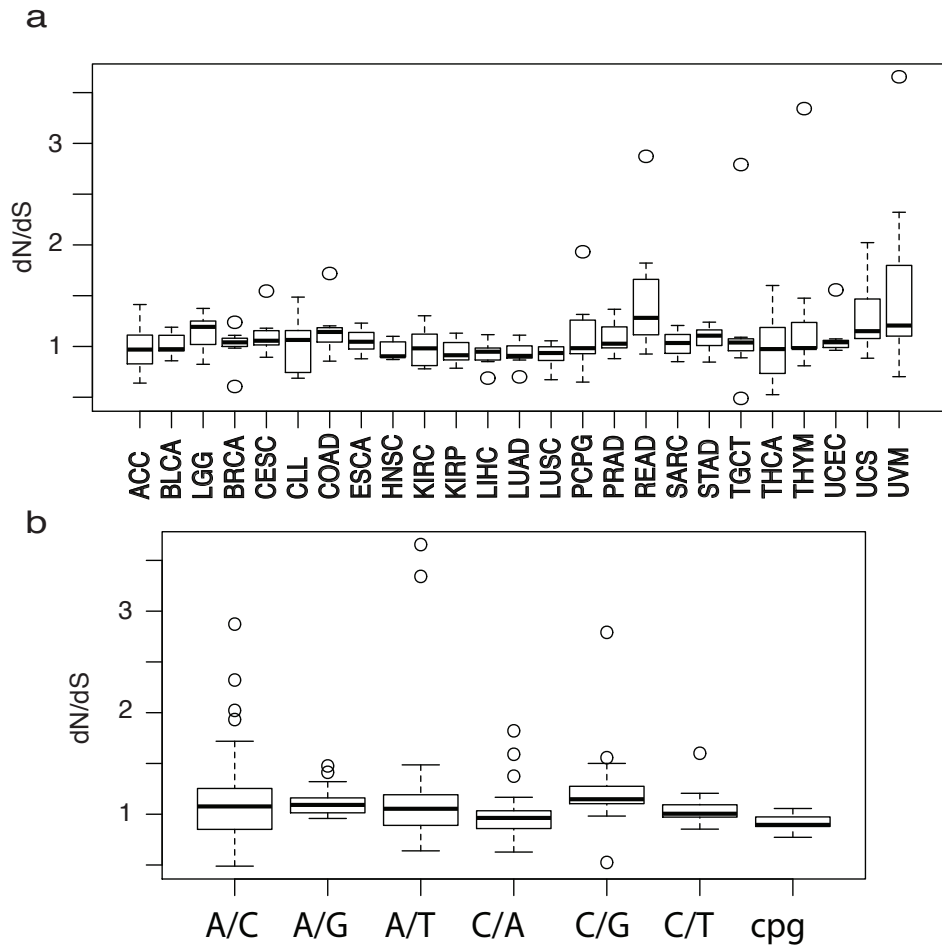 a
dN/dS
3
2
1
ACC BLCA LGG BRCA CESC CLL COAD ESCA HNSC KIRC KIRP LIHC LUAD LUSC PCPG PRAD READ SARC STAD TGCT THCA THYM UCEC UCS UVM
b
dN/dS
3
2
1
A/C A/G A/T C/A C/G C/T cpg